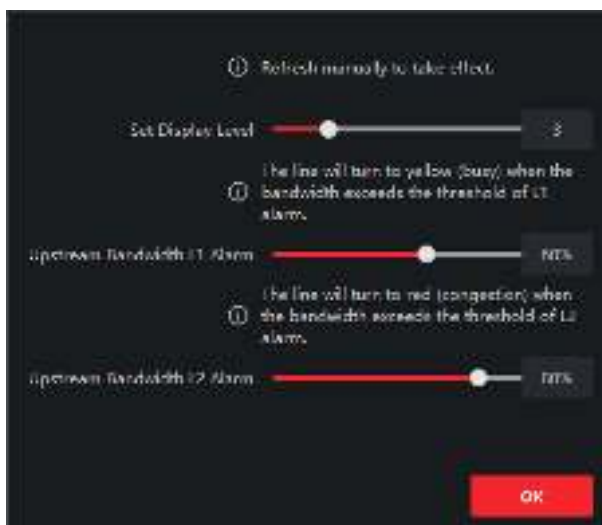 Refresh manually to take effect.
Set Display Level
3
The line will turn to yellow (busy) when the
bandwidth exceeds the threshold of L1
alarm.
Upstream Bandwidth L1 Alarm
The line will turn to red (congestion) when
the bandwidth exceeds the threshold of L2
alarm.
Upstream Bandwidth L2 Alarm
OK